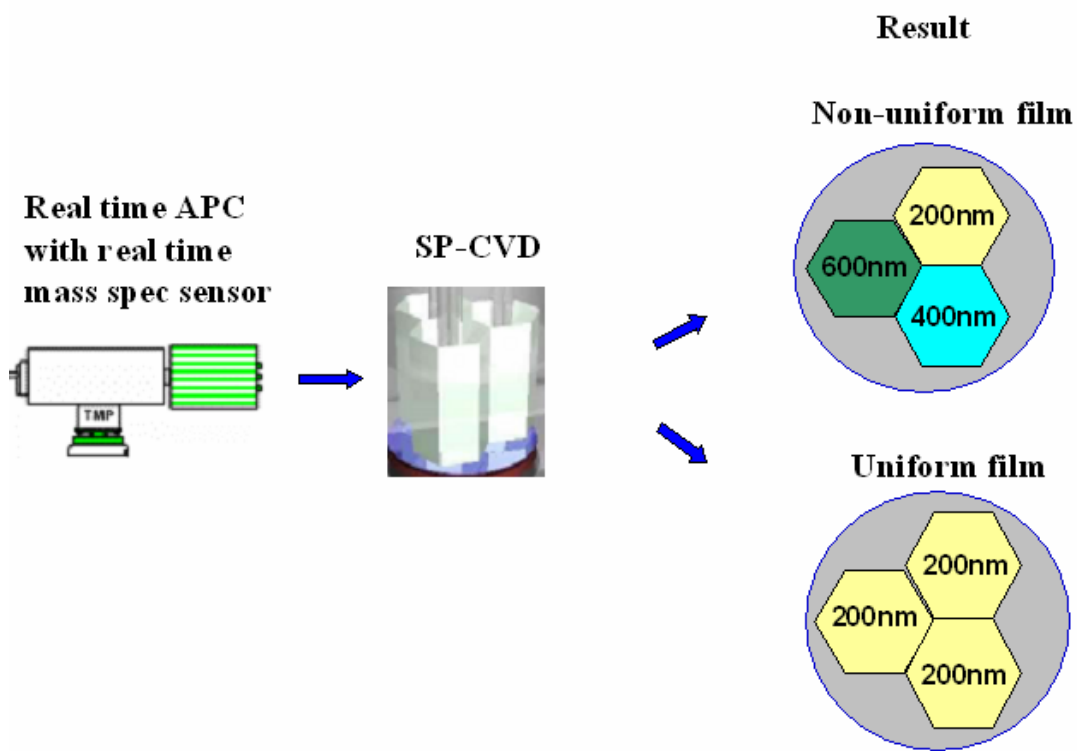 Result
Non-uniform film
200nm
600nm
400nm
Real time APC
with real time
mass spec sensor
TMP
SP-CVD
Uniform film
200nm
200nm
200nm